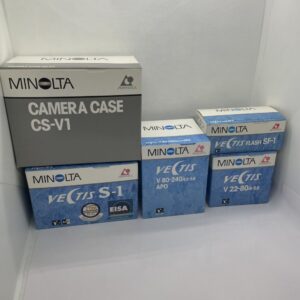 MINOLTA
CAMERA CASE
CS-V1
MINOLTA
VECTIS S-1
EISA
MINOLTA
VECTIS
V 80-240
APO
MINOLTA
VECTIS FLASH SF-1
MINOLTA
VECTIS
V 22-80